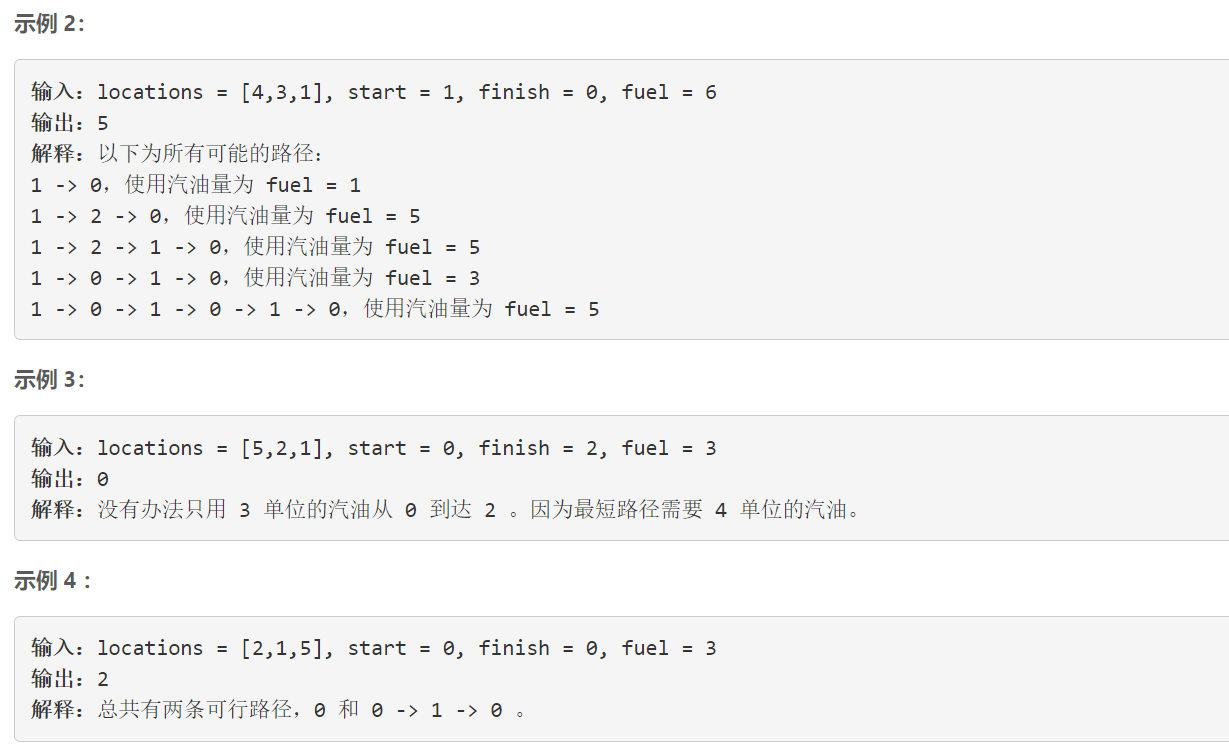 示例 2：
输入：locations = [4,3,1], start = 1, finish = 0, fuel = 6
输出：5
解释：以下为所有可能的路径：
1 -> 0，使用汽油量为 fuel = 1
1 -> 2 -> 0，使用汽油量为 fuel = 5
1 -> 2 -> 1 -> 0，使用汽油量为 fuel = 5
1 -> 0 -> 1 -> 0，使用汽油量为 fuel = 3
1 -> 0 -> 1 -> 0 -> 1 -> 0，使用汽油量为 fuel = 5
示例 3：
输入：locations = [5,2,1], start = 0, finish = 2, fuel = 3
输出：0
解释：没有办法只用 3 单位的汽油从 0 到达 2 。因为最短路径需要 4 单位的汽油。
示例 4 ：
输入：locations = [2,1,5], start = 0, finish = 0, fuel = 3
输出：2
解释：总共有两条可行路径，0 和 0 -> 1 -> 0 。